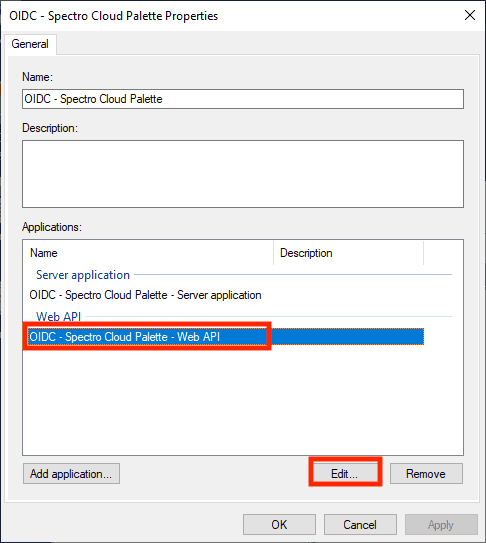 OIDC - Spectro Cloud Palette Properties
General
Name:
OIDC - Spectro Cloud Palette
Description:
Applications:
Name Description
Server application
OIDC - Spectro Cloud Palette - Server application
Web API
OIDC - Spectro Cloud Palette - Web API
Add application... Edit... Remove
OK Cancel Apply